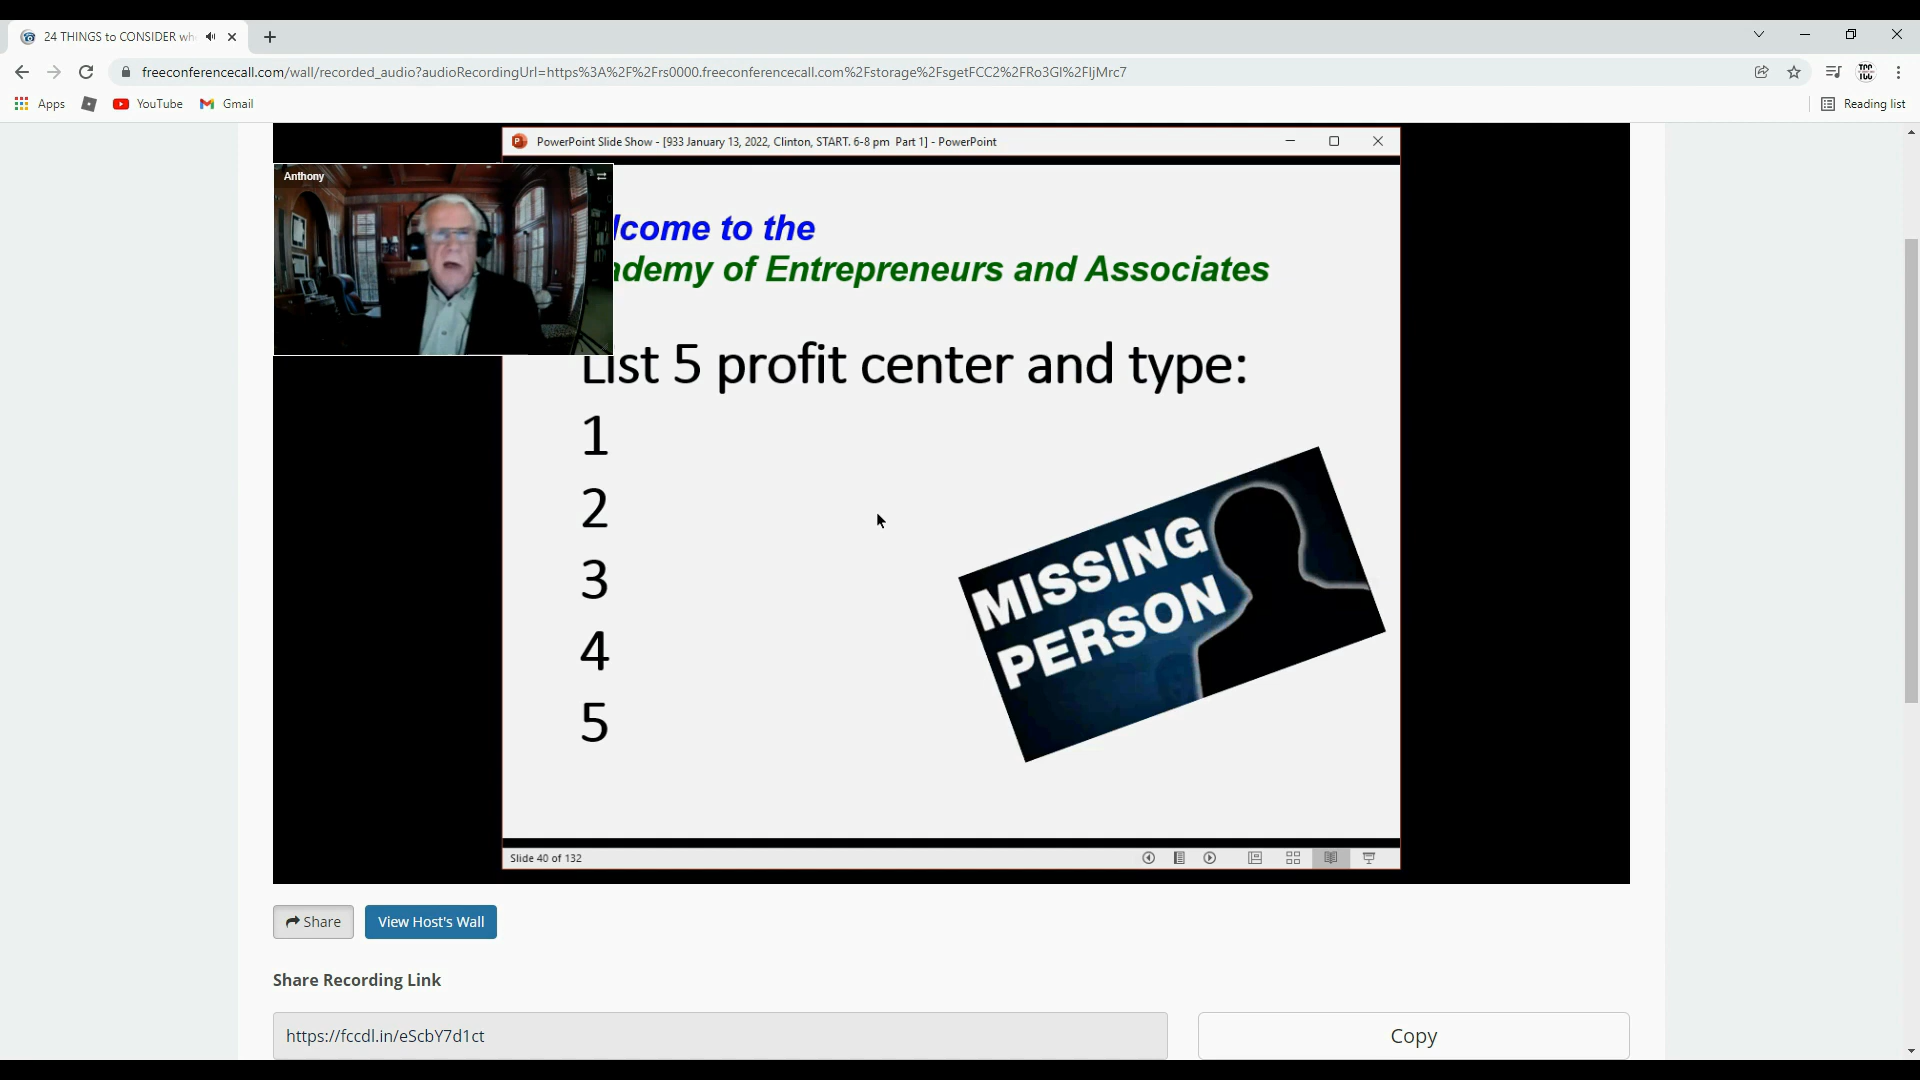 24 THINGS to CONSIDER wh
freeconferencecall.com/wall/recorded_audio?audioRecordingUrl=https%3A%2F%2Frs0000.freeconferencecall.com%2Fstorage%2FsgetFCC2%2FRo3GI%2FIjMrc7
Apps
YouTube
Gmail
Reading list
PowerPoint Slide Show - [933 January 13, 2022, Clinton, START. 6-8 pm Part 1] - PowerPoint
Anthony
lcome to the
demy of Entrepreneurs and Associates
List 5 profit center and type:
1
2
3
4
5
MISSING
PERSON
Slide 40 of 132
Share
View Host's Wall
Share Recording Link
https://fccdl.in/eScbY7d1ct
Copy